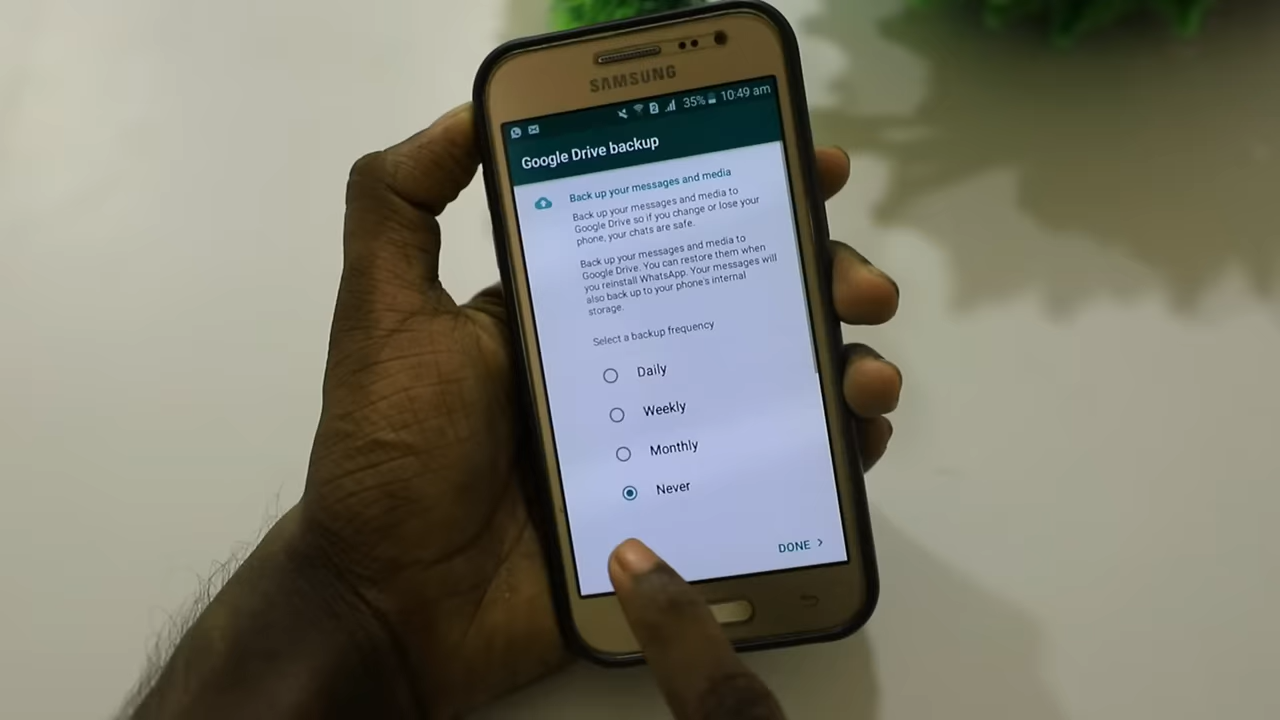 SAMSUNG
2 35% 10:49 am
Google Drive backup
Back up your messages and media
Back up your messages and media to
Google Drive so if you change or lose your
phone, your chats are safe.
Back up your messages and media to
Google Drive. You can restore them when
you reinstall WhatsApp. Your messages will
also back up to your phone's internal
storage.
Select a backup frequency
Daily
Weekly
Monthly
Never
DONE